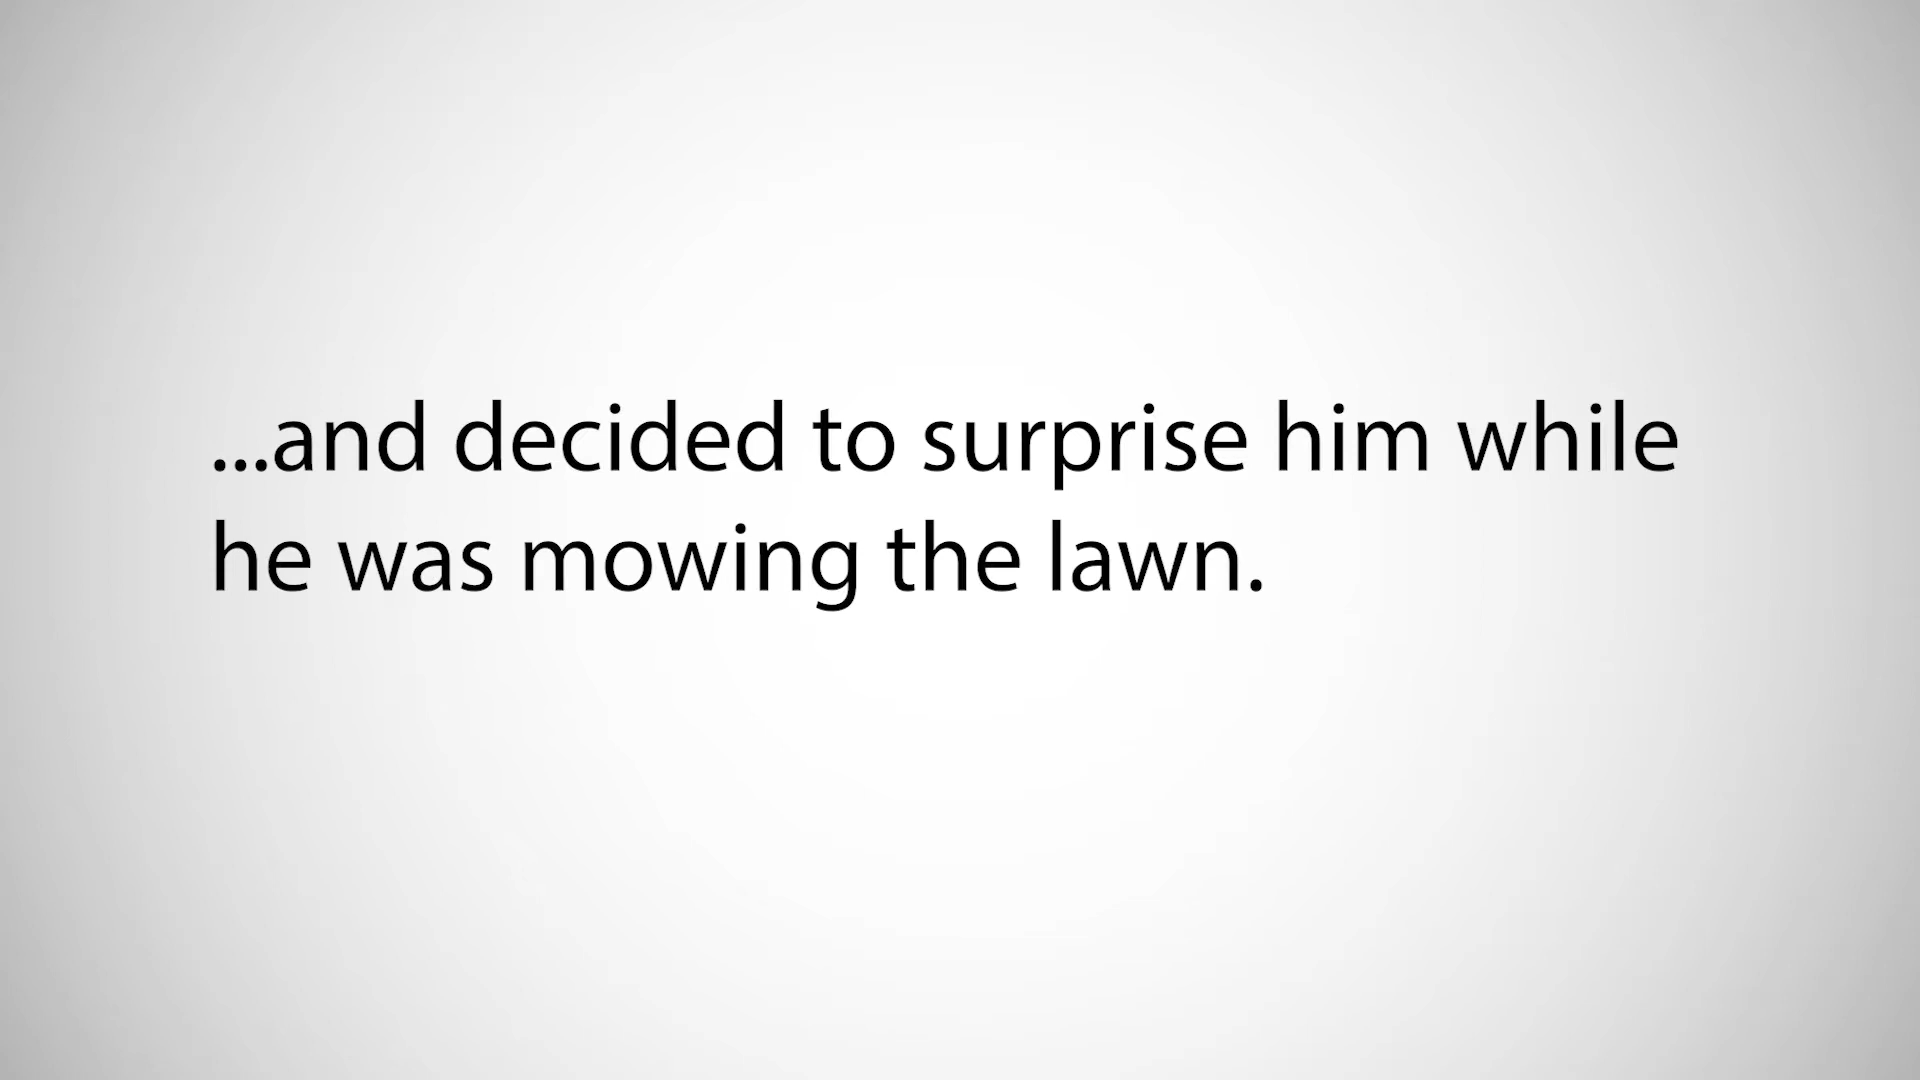 ...and decided to surprise him while
he was mowing the lawn.